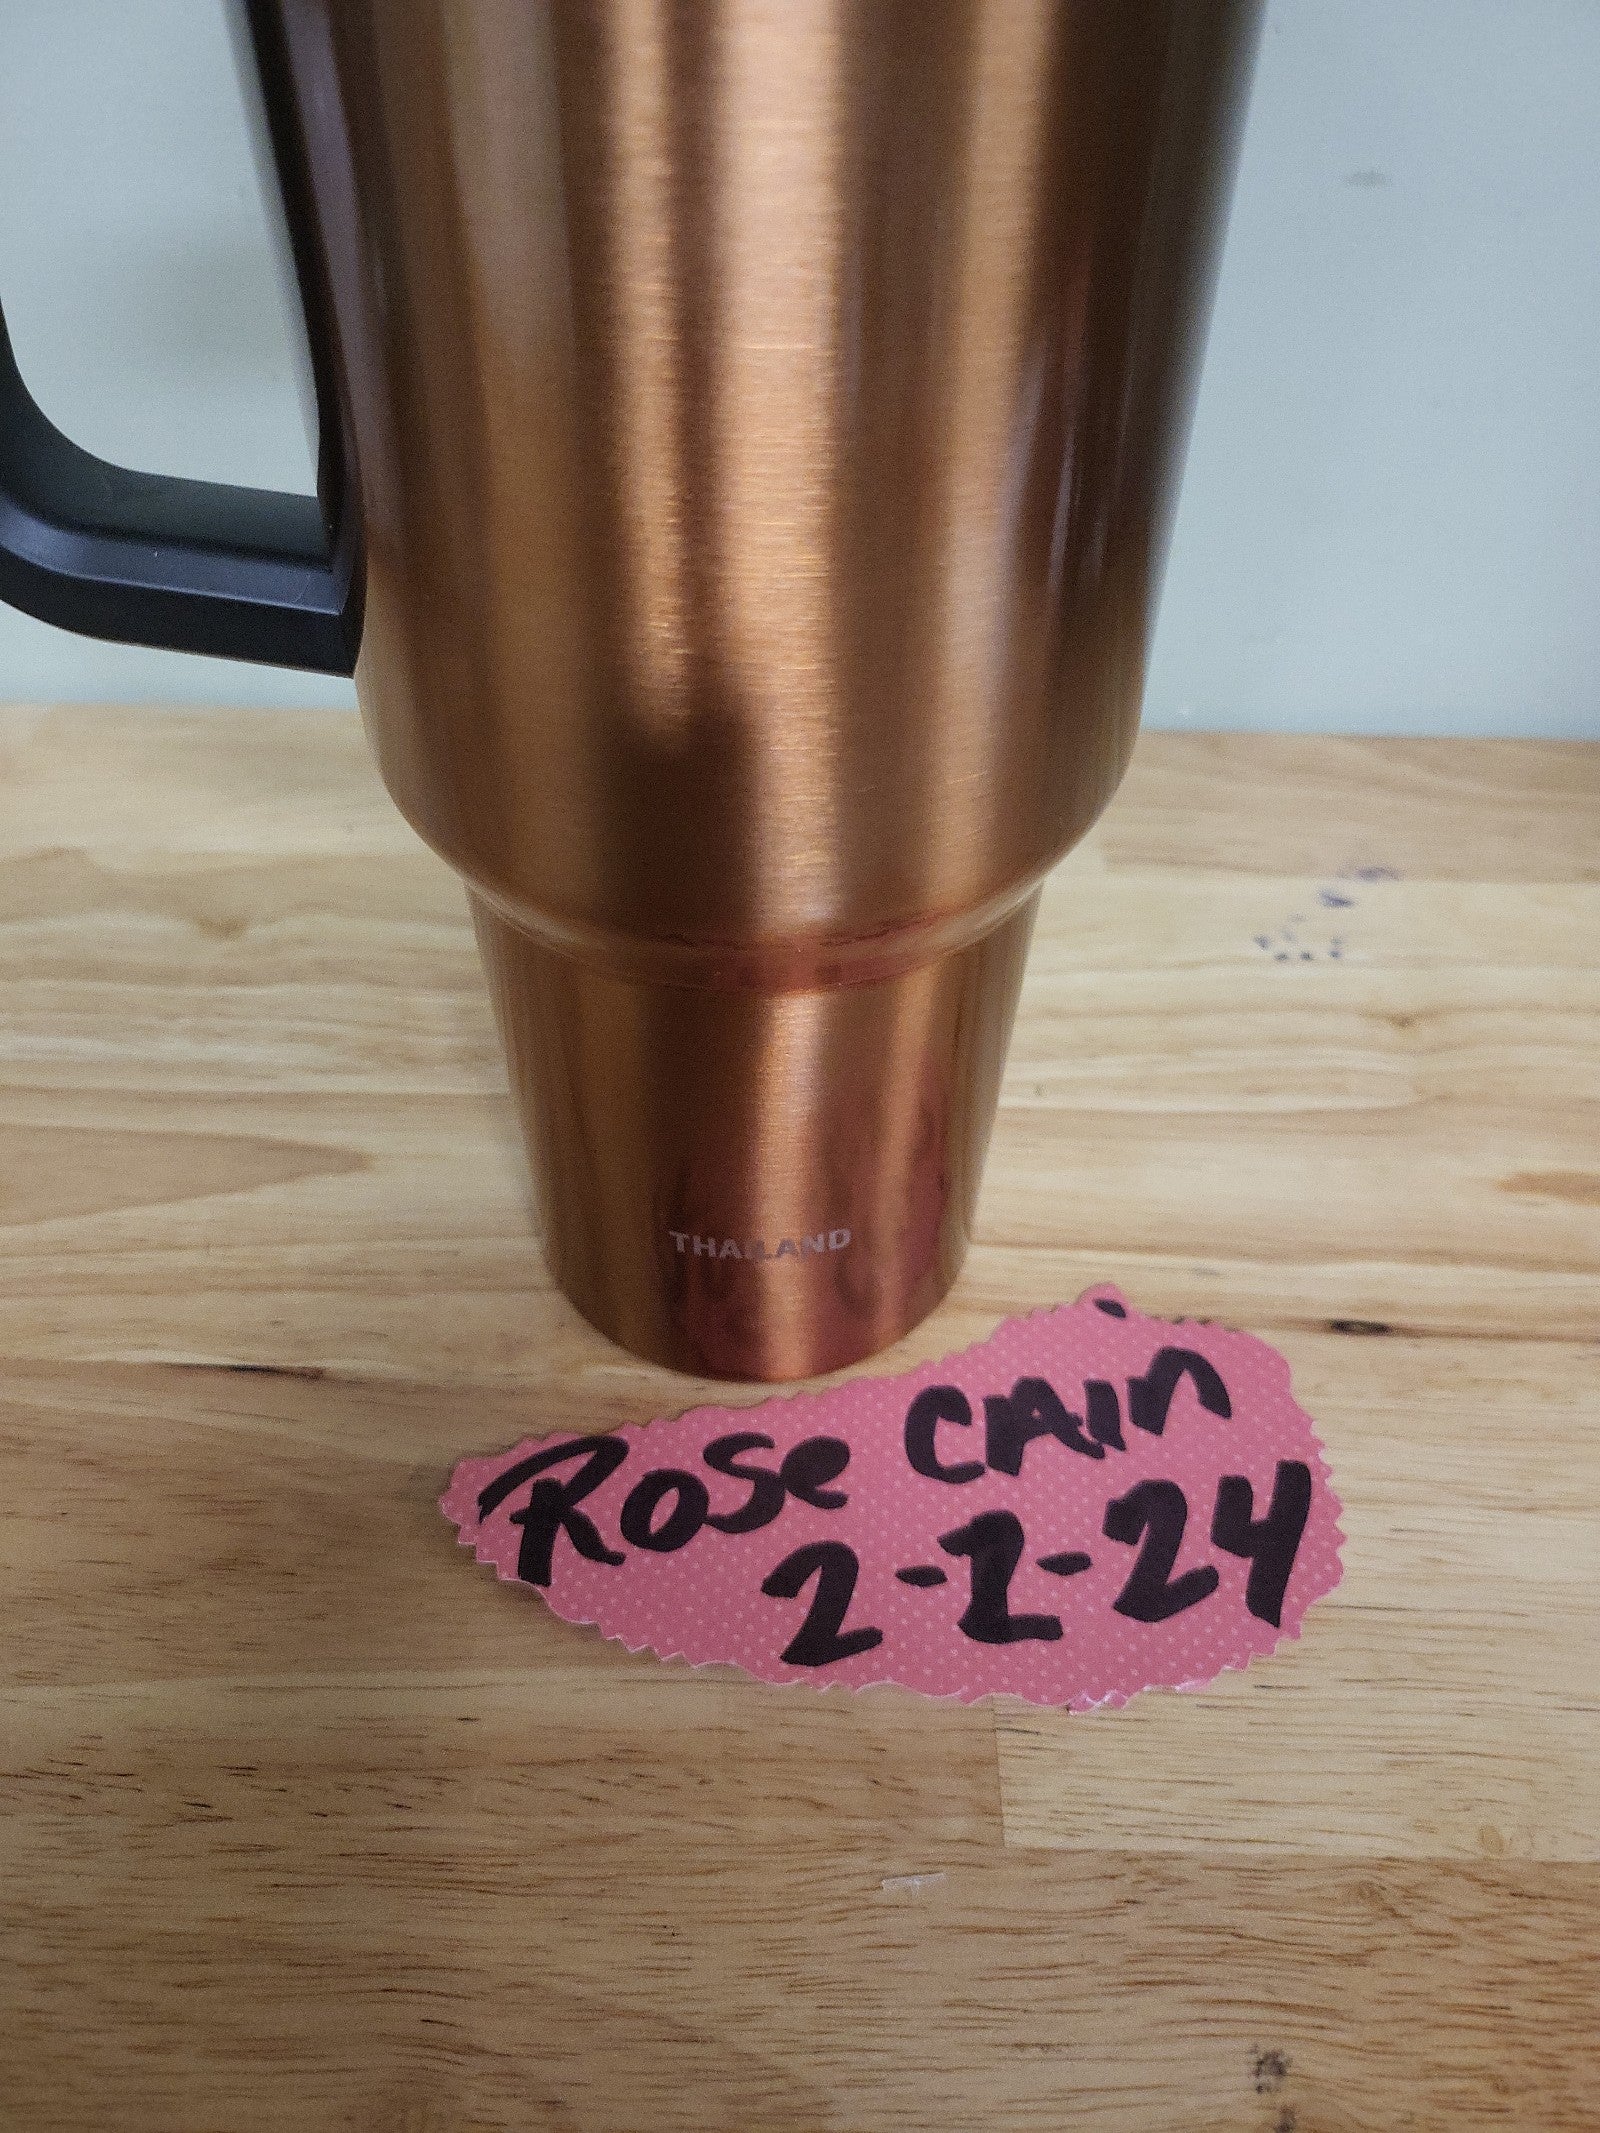 THAILAND
Rose CAin
2-2-24